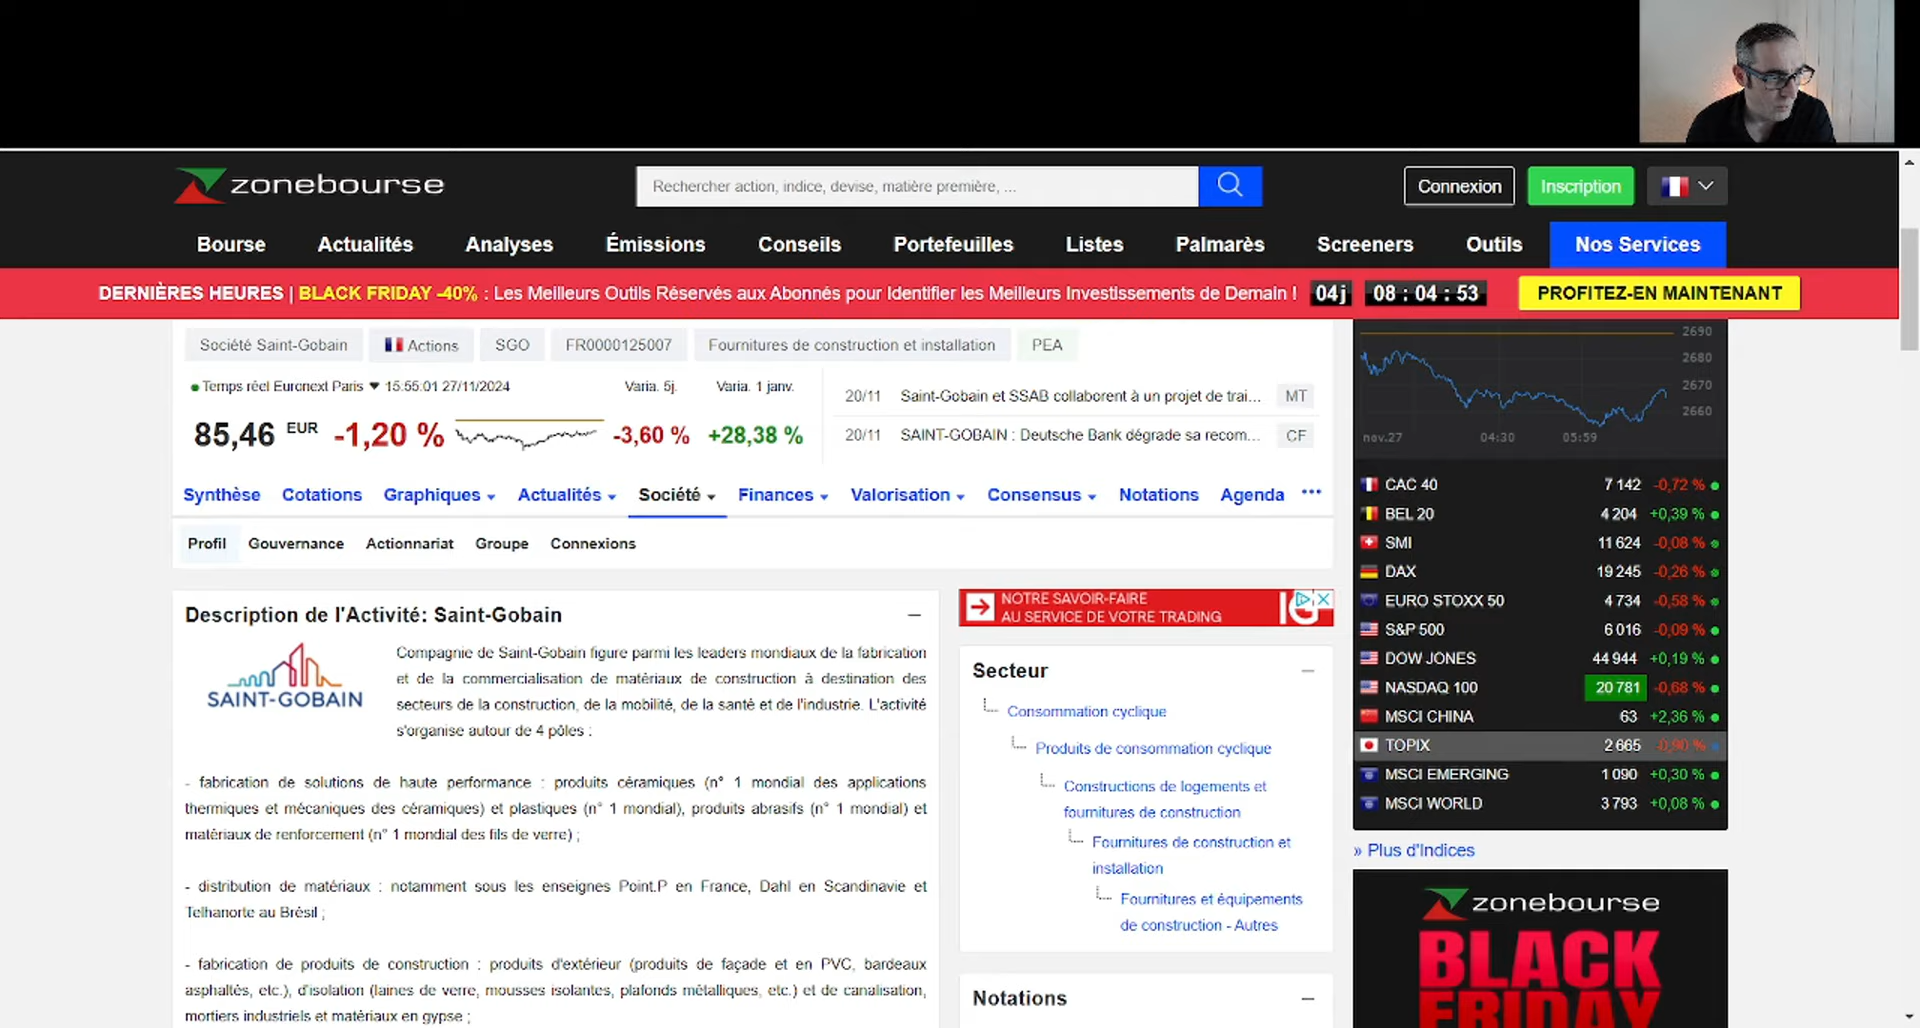 zonebourse
Rechercher action, indice, devise, matière première, ...
Connexion
Inscription
Bourse Actualités Analyses Émissions Conseils Portefeuilles Listes Palmarès Screeners Outils Nos Services
DERNIÈRES HEURES | BLACK FRIDAY -40% : Les Meilleurs Outils Réservés aux Abonnés pour Identifier les Meilleurs Investissements de Demain ! 04j 08 : 04 : 53 PROFITEZ-EN MAINTENANT
Société Saint-Gobain Actions SGO FR0000125007 Fournitures de construction et installation PEA
Temps réel Euronext Paris 15:55:01 27/11/2024 Varia. 5j. Varia. 1 janv.
85,46 EUR -1,20 % -3,60 % +28,38 %
20/11 Saint-Gobain et SSAB collaborent à un projet de trai... MT
20/11 SAINT-GOBAIN : Deutsche Bank dégrade sa recom... CF
Synthèse Cotations Graphiques Actualités Société Finances Valorisation Consensus Notations Agenda ...
Profil Gouvernance Actionnariat Groupe Connexions
Description de l'Activité: Saint-Gobain
SAINT-GOBAIN
Compagnie de Saint-Gobain figure parmi les leaders mondiaux de la fabrication
et de la commercialisation de matériaux de construction à destination des
secteurs de la construction, de la mobilité, de la santé et de l'industrie. L'activité
s'organise autour de 4 pôles :
- fabrication de solutions de haute performance : produits céramiques (n° 1 mondial des applications
thermiques et mécaniques des céramiques) et plastiques (n° 1 mondial), produits abrasifs (n° 1 mondial) et
matériaux de renforcement (n° 1 mondial des fils de verre) ;
- distribution de matériaux : notamment sous les enseignes Point.P en France, Dahl en Scandinavie et
Telhanorte au Brésil ;
- fabrication de produits de construction : produits d'extérieur (produits de façade et en PVC, bardeaux
asphaltés, etc.), d'isolation (laines de verre, mousses isolantes, plafonds métalliques, etc.) et de canalisation,
mortiers industriels et matériaux en gypse ;
NOTRE SAVOIR-FAIRE
AU SERVICE DE VOTRE TRADING
IG
Secteur
Consommation cyclique
Produits de consommation cyclique
Constructions de logements et
fournitures de construction
Fournitures de construction et
installation
Fournitures et équipements
de construction - Autres
Notations
2690
2680
2670
2660
nov.27 04:30 05:59
CAC 40 7 142 -0,72 %
BEL 20 4 204 +0,39 %
SMI 11 624 -0,08 %
DAX 19 245 -0,26 %
EURO STOXX 50 4 734 -0,58 %
S&P 500 6 016 -0,09 %
DOW JONES 44 944 +0,19 %
NASDAQ 100 20 781 -0,68 %
MSCI CHINA 63 +2,36 %
TOPIX 2 665 -0,90 %
MSCI EMERGING 1 090 +0,30 %
MSCI WORLD 3 793 +0,08 %
» Plus d'Indices
zonebourse
BLACK
FRIDAY